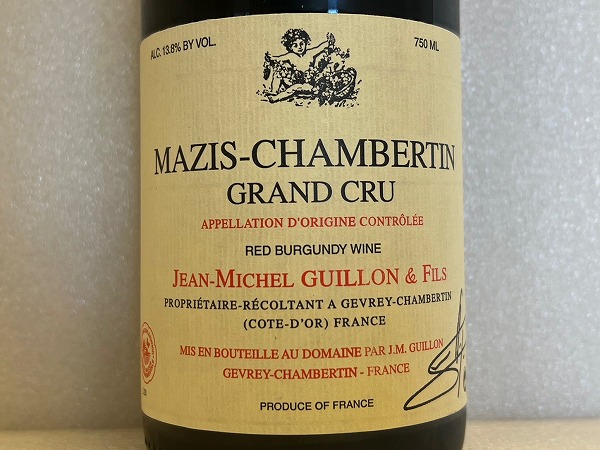 ALC. 13.8% BY VOL.
750 ML
MAZIS-CHAMBERTIN
GRAND CRU
APPELLATION D'ORIGINE CONTRÔLÉE
RED BURGUNDY WINE
JEAN-MICHEL GUILLON & FILS
PROPRIÉTAIRE-RÉCOLTANT A GEVREY-CHAMBERTIN
(COTE-D'OR) FRANCE
MIS EN BOUTEILLE AU DOMAINE PAR J.M. GUILLON
GEVREY-CHAMBERTIN - FRANCE
PRODUCE OF FRANCE